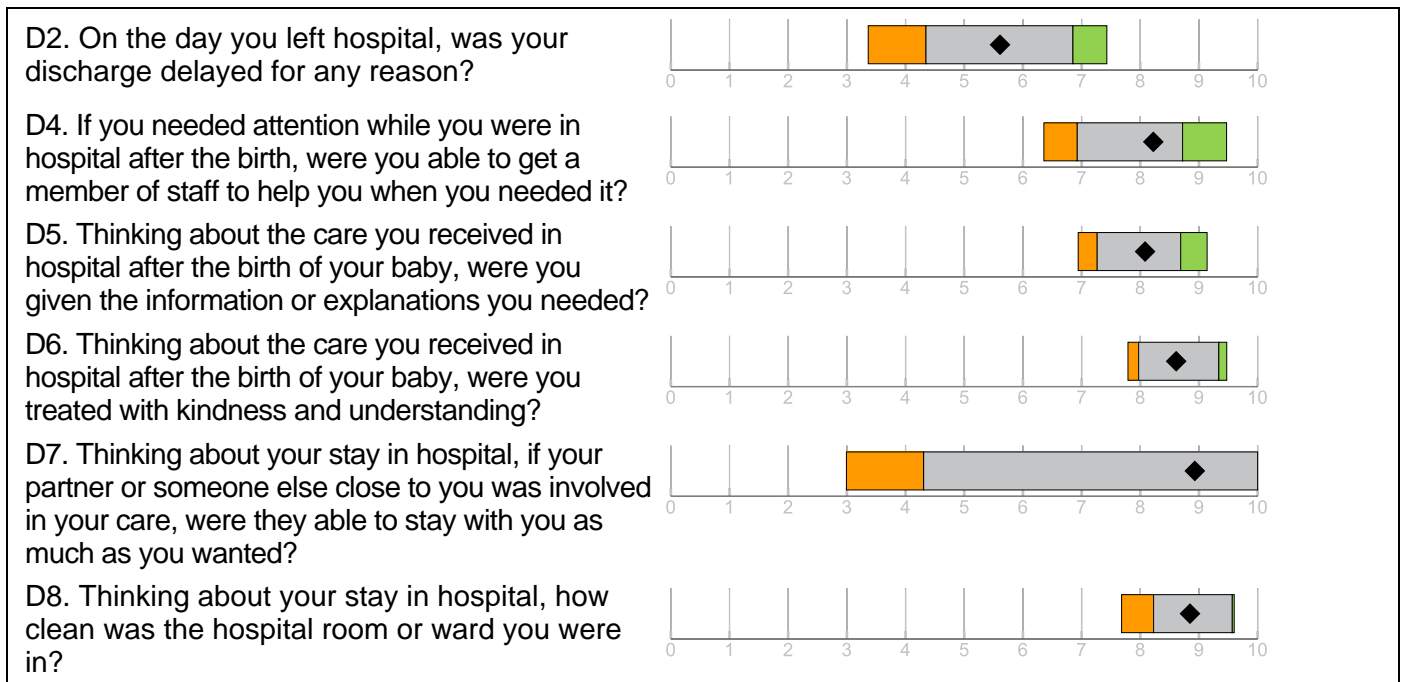 D2. On the day you left hospital, was your
discharge delayed for any reason?
0 1 2 3 4 5 6 7 8 9 10
D4. If you needed attention while you were in
hospital after the birth, were you able to get a
member of staff to help you when you needed it?
0 1 2 3 4 5 6 7 8 9 10
D5. Thinking about the care you received in
hospital after the birth of your baby, were you
given the information or explanations you needed?
0 1 2 3 4 5 6 7 8 9 10
D6. Thinking about the care you received in
hospital after the birth of your baby, were you
treated with kindness and understanding?
0 1 2 3 4 5 6 7 8 9 10
D7. Thinking about your stay in hospital, if your
partner or someone else close to you was involved
in your care, were they able to stay with you as
much as you wanted?
0 1 2 3 4 5 6 7 8 9 10
D8. Thinking about your stay in hospital, how
clean was the hospital room or ward you were
in?
0 1 2 3 4 5 6 7 8 9 10